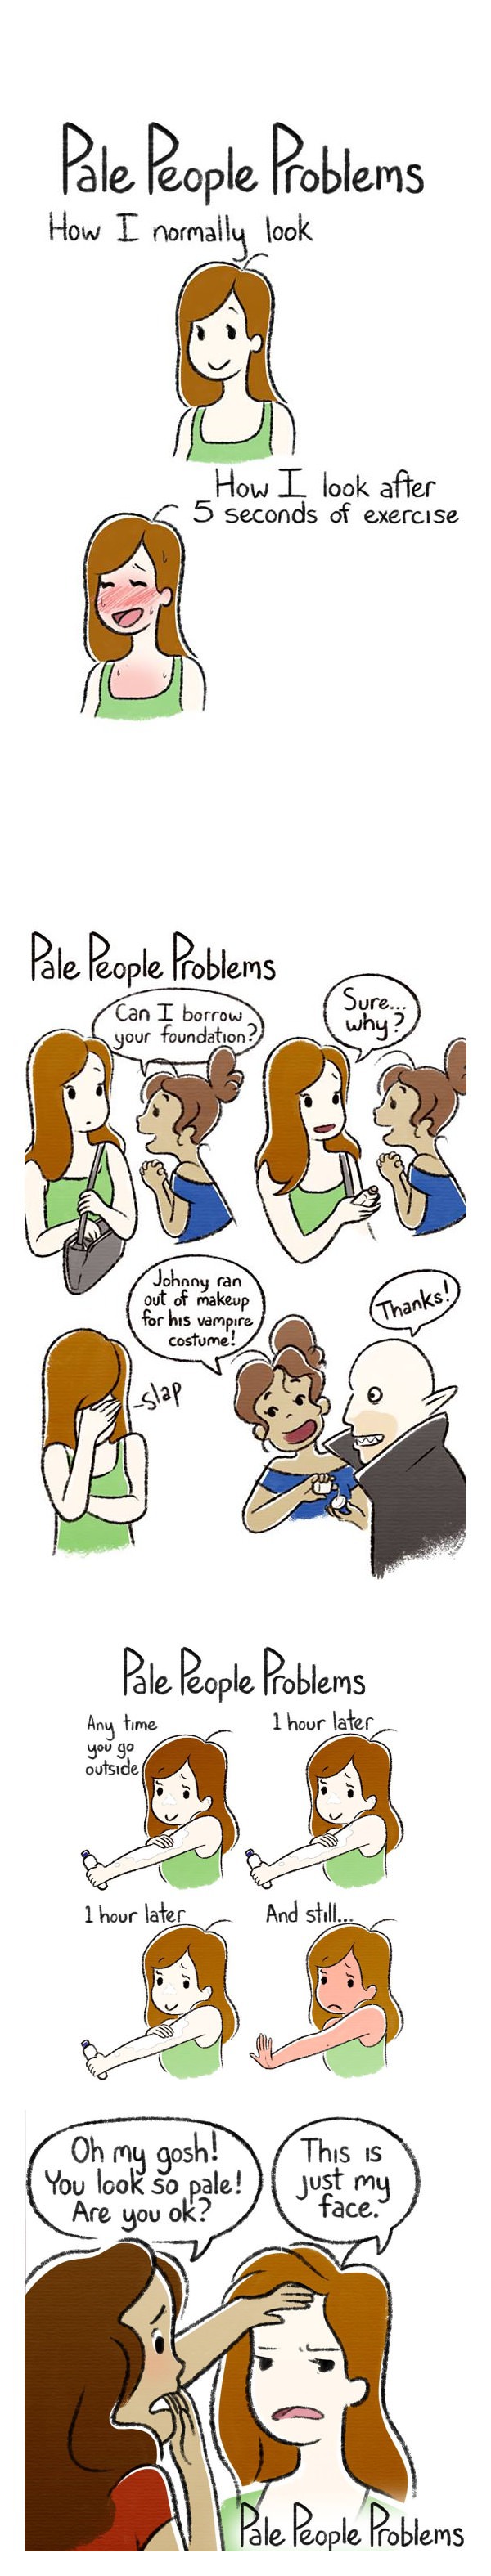 Pale People Problems
How I normally look
How I look after
5 seconds of exercise
Pale People Problems
Can I borrow
your foundation?
Sure...
why?
Johnny ran
out of makeup
for his vampire
costume!
Thanks!
slap
Pale People Problems
Any time
you go
outside
1 hour later
1 hour later
And still...
Oh my gosh!
You look so pale!
Are you ok?
This is
just my
face.
Pale People Problems